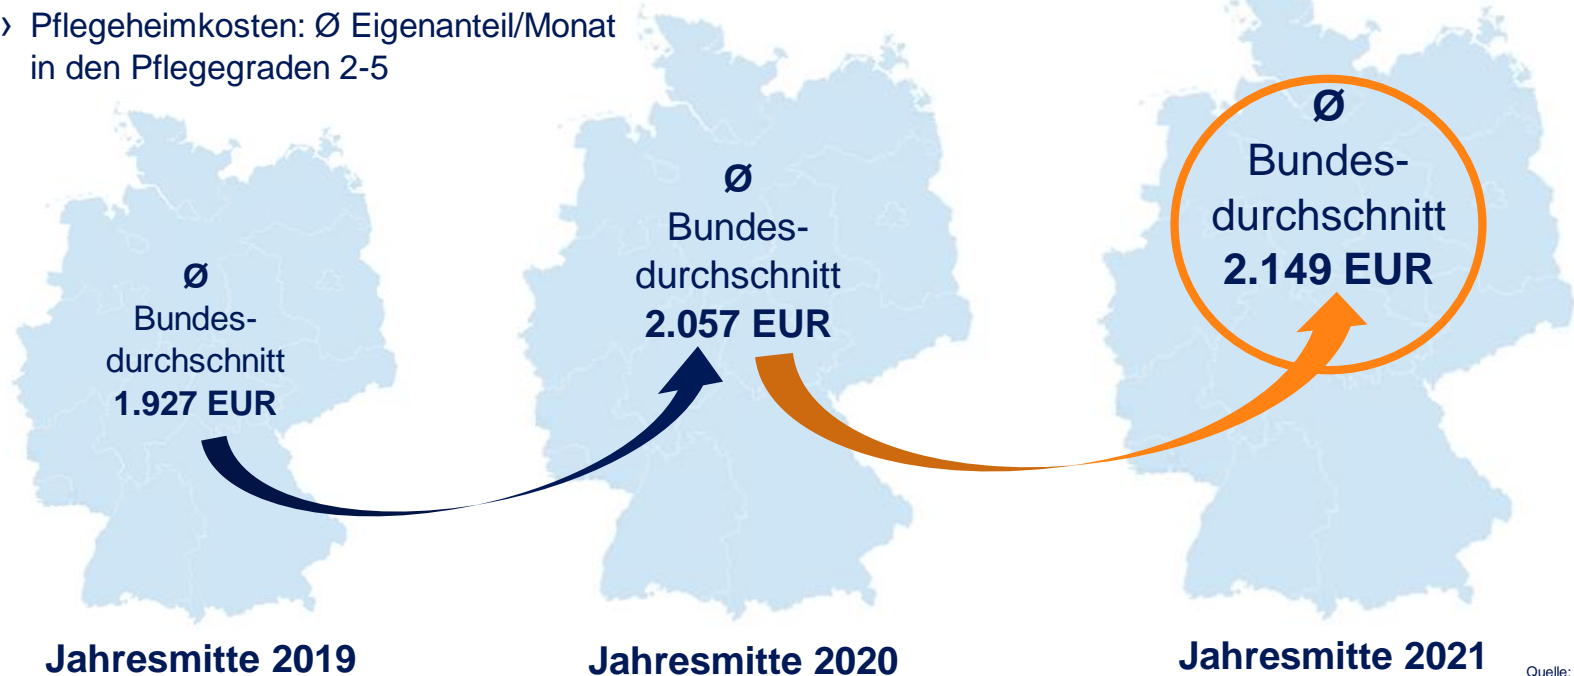 › Pflegeheimkosten: Ø Eigenanteil/Monat
in den Pflegegraden 2-5
Ø
Bundes-
durchschnitt
1.927 EUR
Jahresmitte 2019
Ø
Bundes-
durchschnitt
2.057 EUR
Jahresmitte 2020
Ø
Bundes-
durchschnitt
2.149 EUR
Jahresmitte 2021
Quelle: